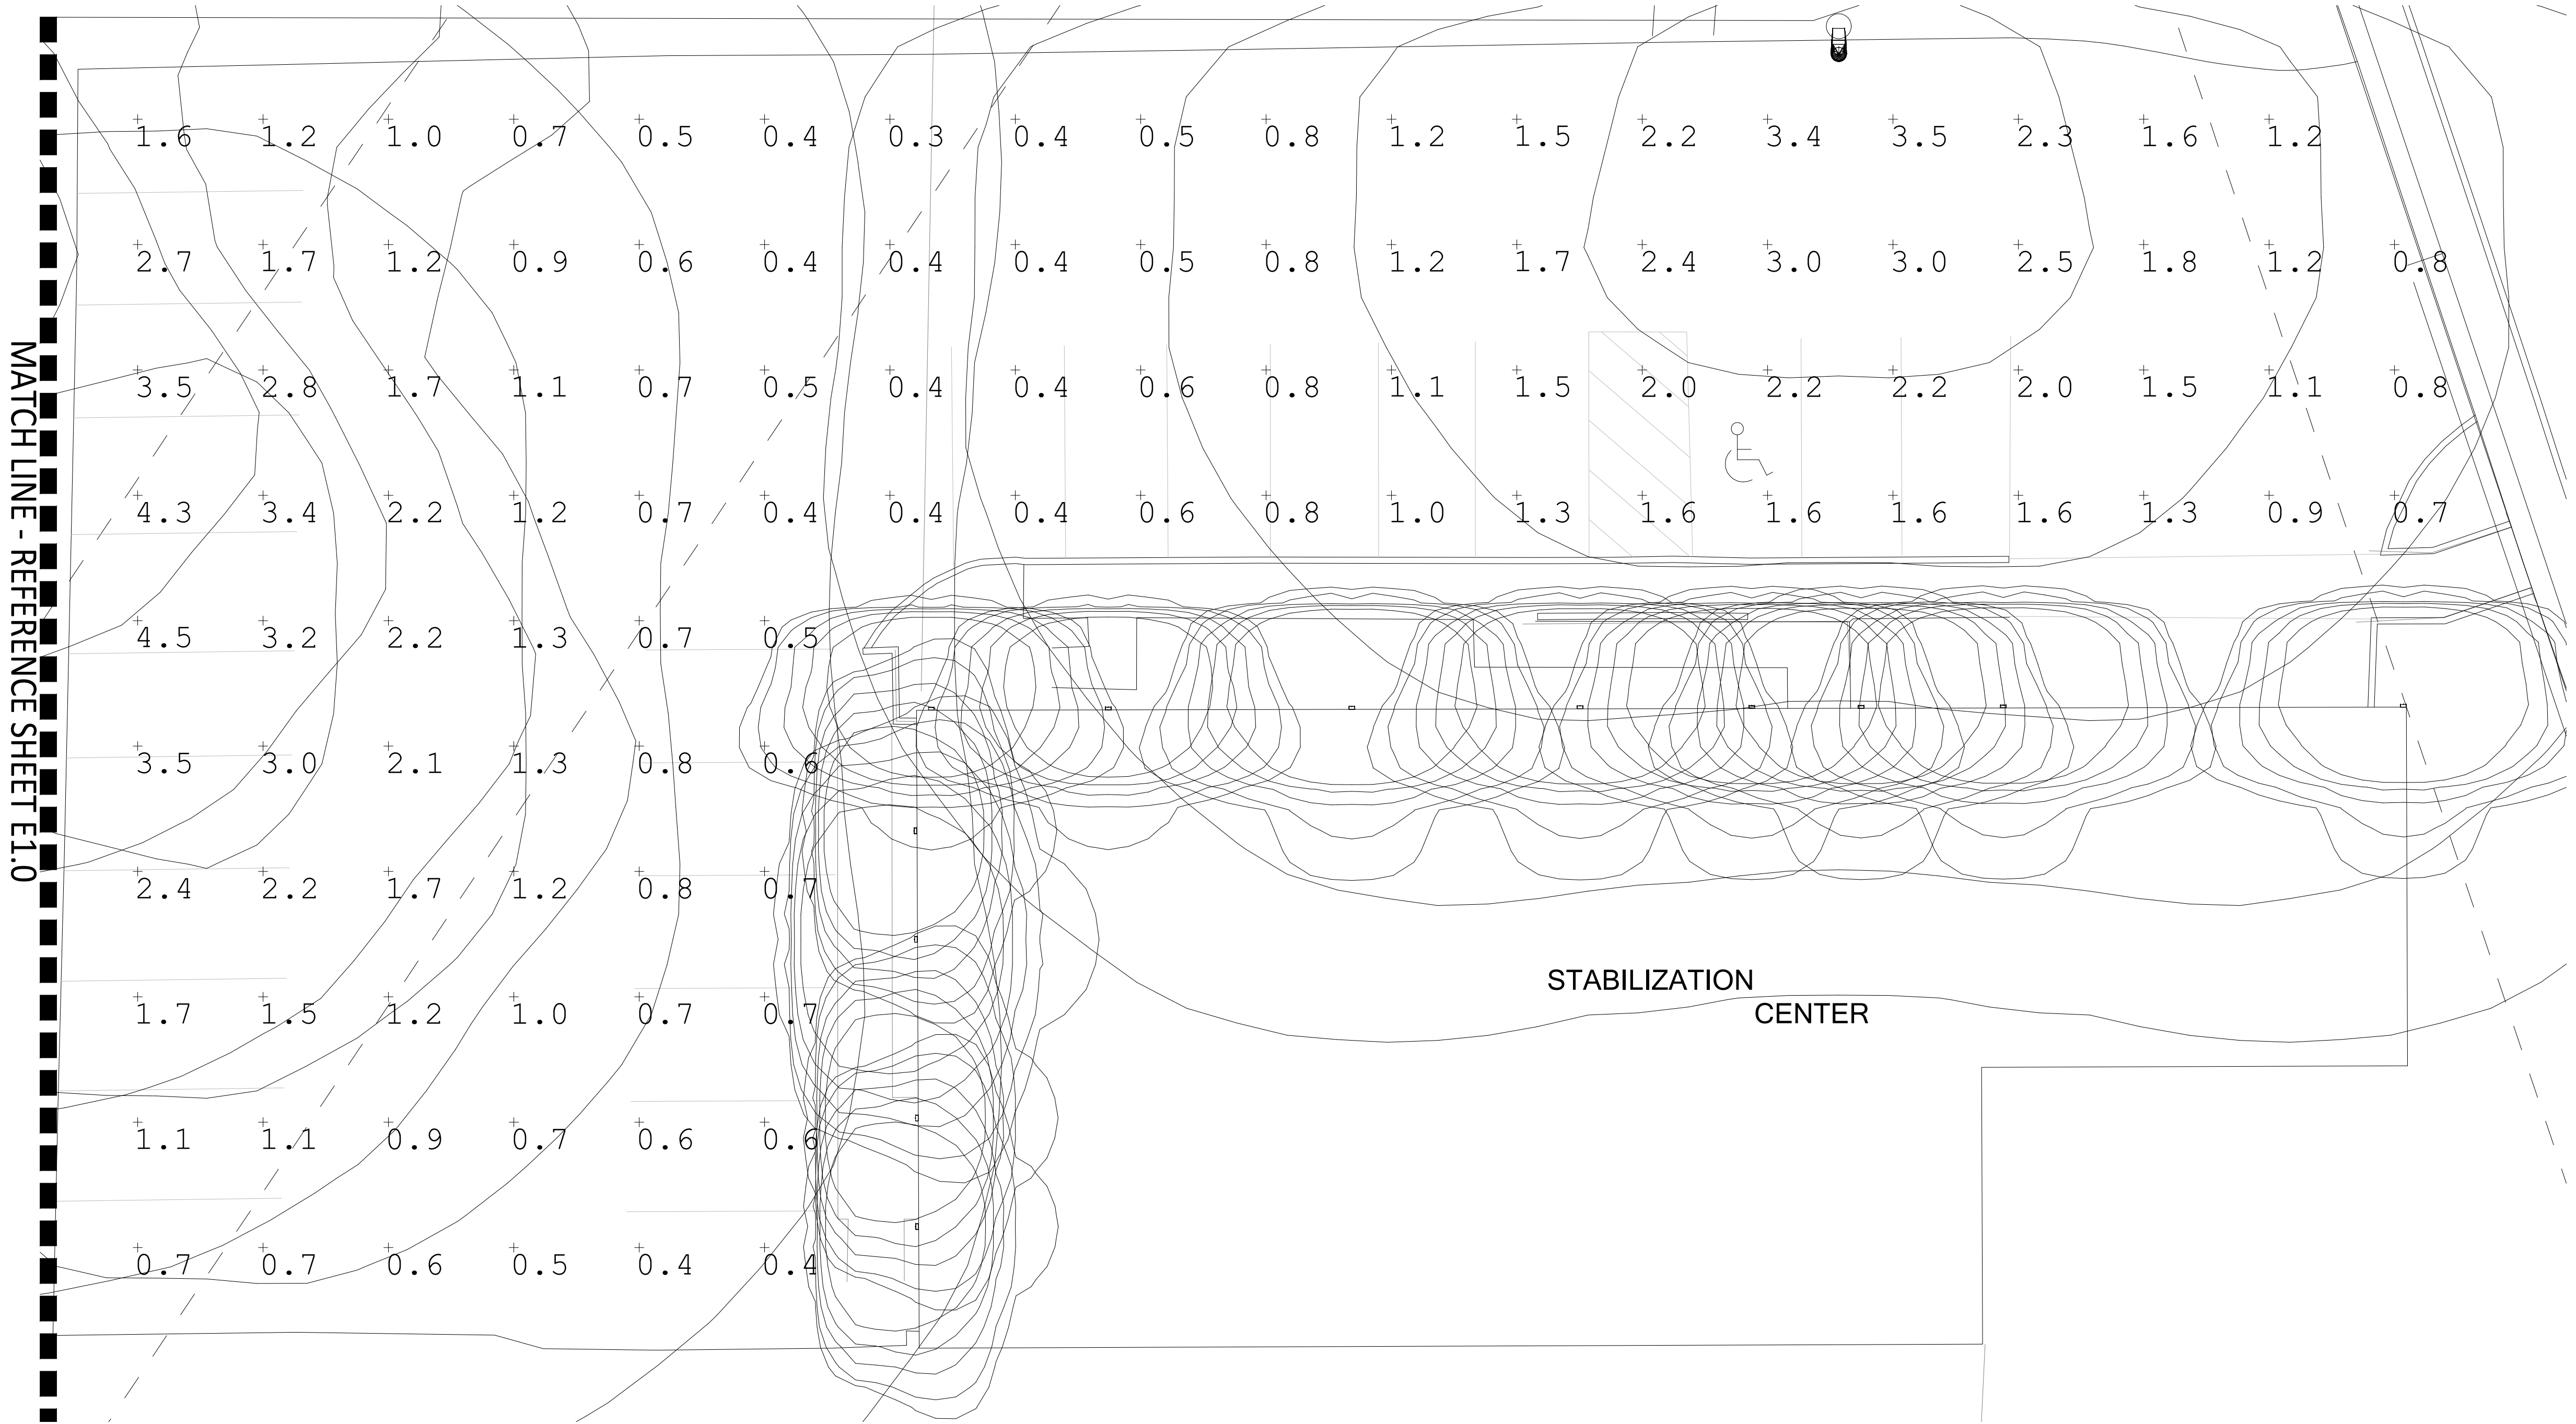 MATCH LINE - REFERENCE SHEET E1.0
1.6 1.2 1.0 0.7 0.5 0.4 0.3 0.4 0.5 0.8 1.2 1.5 2.2 3.4 3.5 2.3 1.6 1.2
2.7 1.7 1.2 0.9 0.6 0.4 0.4 0.4 0.5 0.8 1.2 1.7 2.4 3.0 3.0 2.5 1.8 1.2 0.8
3.5 2.8 1.7 1.1 0.7 0.5 0.4 0.4 0.6 0.8 1.1 1.5 2.0 2.2 2.2 2.0 1.5 1.1 0.8
4.3 3.4 2.2 1.2 0.7 0.4 0.4 0.4 0.6 0.8 1.0 1.3 1.6 1.6 1.6 1.6 1.3 0.9 0.7
4.5 3.2 2.2 1.3 0.7 0.5
3.5 3.0 2.1 1.3 0.8 0.6
2.4 2.2 1.7 1.2 0.8 0.7
1.7 1.5 1.2 1.0 0.7 0.7
1.1 1.1 0.9 0.7 0.6 0.6
0.7 0.7 0.6 0.5 0.4 0.4
STABILIZATION
CENTER